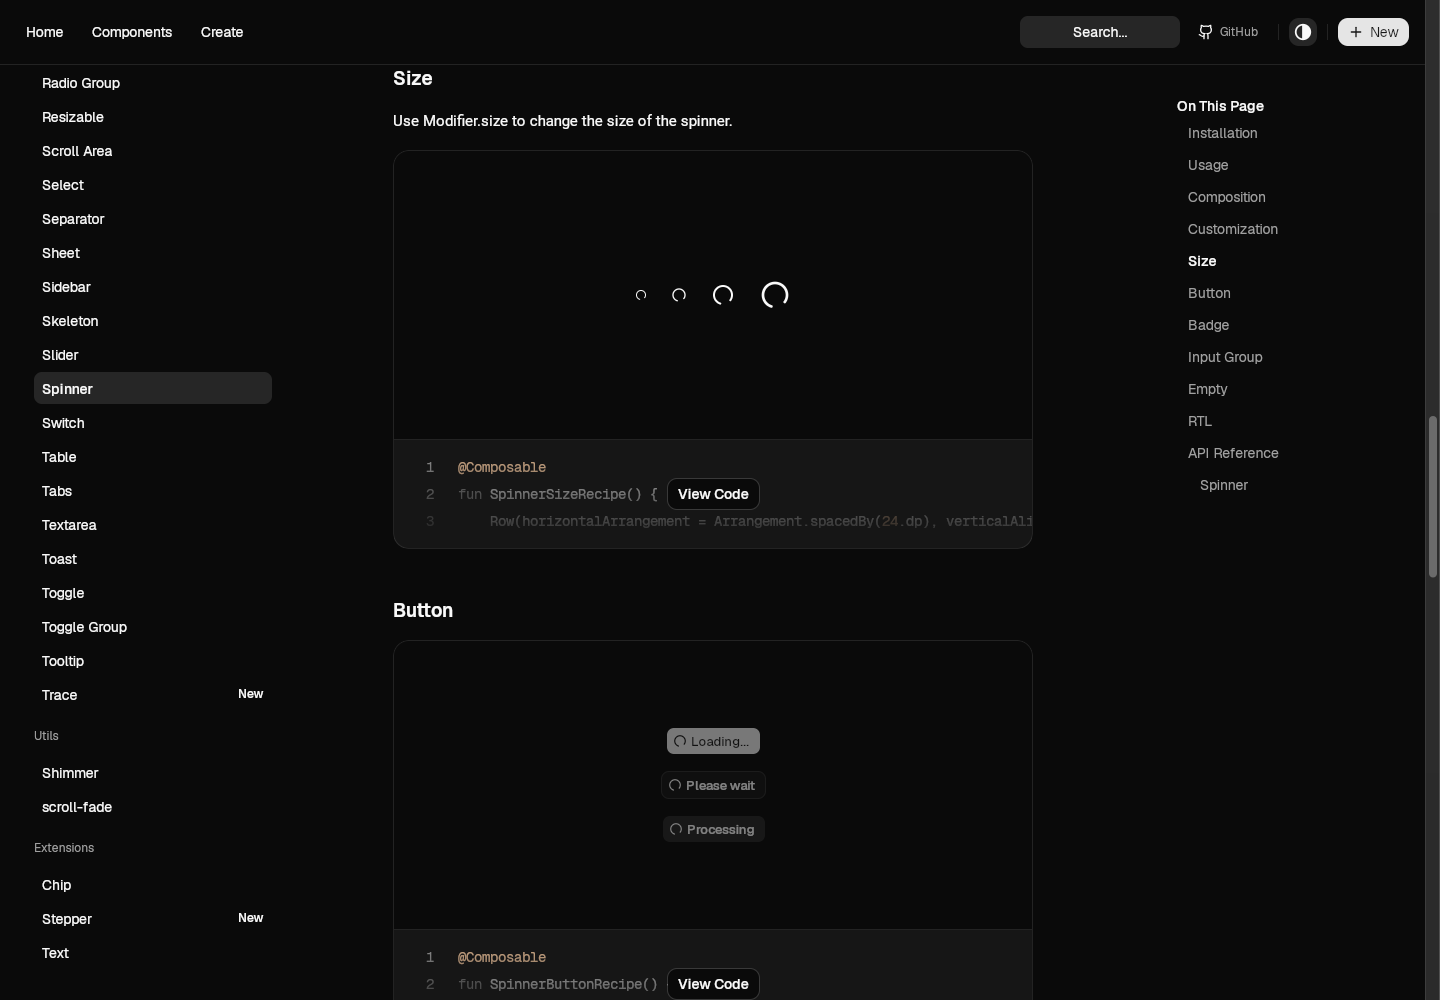 Home
Components
Create
Search...
GitHub
New
Radio Group
Resizable
Scroll Area
Select
Separator
Sheet
Sidebar
Skeleton
Slider
Spinner
Switch
Table
Tabs
Textarea
Toast
Toggle
Toggle Group
Tooltip
Trace New
Utils
Shimmer
scroll-fade
Extensions
Chip
Stepper New
Text
Size
Use Modifier.size to change the size of the spinner.
1 @Composable
2 fun SpinnerSizeRecipe() {
View Code
3 Row(horizontalArrangement = Arrangement.spacedBy(24.dp), verticalAli
Button
Loading...
Please wait
Processing
1 @Composable
2 fun SpinnerButtonRecipe()
View Code
On This Page
Installation
Usage
Composition
Customization
Size
Button
Badge
Input Group
Empty
RTL
API Reference
Spinner